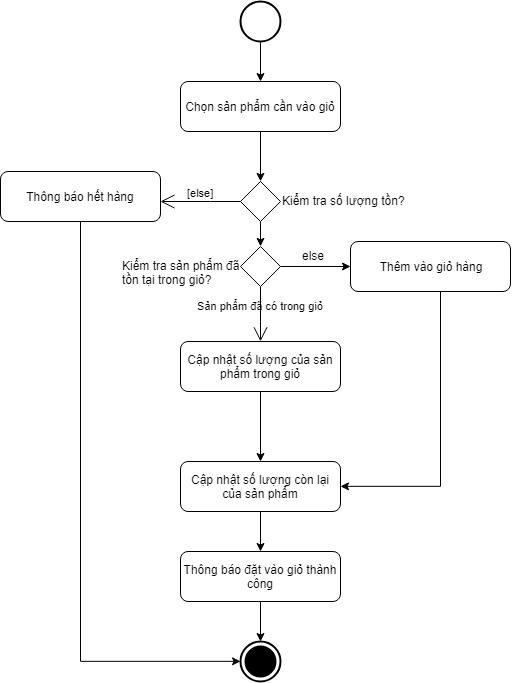 Chọn sản phẩm cần vào giỏ
Thông báo hết hàng
[else]
Kiểm tra số lượng tồn?
Kiểm tra sản phẩm đã
tồn tại trong giỏ?
else
Thêm vào giỏ hàng
Sản phẩm đã có trong giỏ
Cập nhật số lượng của sản
phẩm trong giỏ
Cập nhật số lượng còn lại
của sản phẩm
Thông báo đặt vào giỏ thành
công